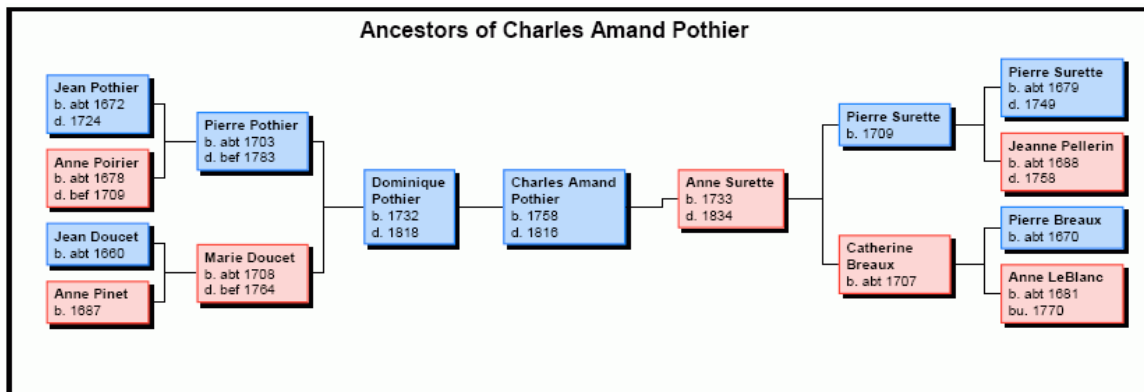 Ancestors of Charles Amand Pothier
Jean Pothier
b. abt 1672
d. 1724
Anne Poirier
b. abt 1678
d. bef 1709
Jean Doucet
b. abt 1660
Anne Pinet
b. 1687
Pierre Pothier
b. abt 1703
d. bef 1783
Marie Doucet
b. abt 1708
d. bef 1764
Dominique
Pothier
b. 1732
d. 1818
Charles Amand
Pothier
b. 1758
d. 1816
Anne Surette
b. 1733
d. 1834
Pierre Surette
b. 1709
Catherine
Breaux
b. abt 1707
Pierre Surette
b. abt 1679
d. 1749
Jeanne Pellerin
b. abt 1688
d. 1758
Pierre Breaux
b. abt 1670
Anne LeBlanc
b. abt 1681
bu. 1770